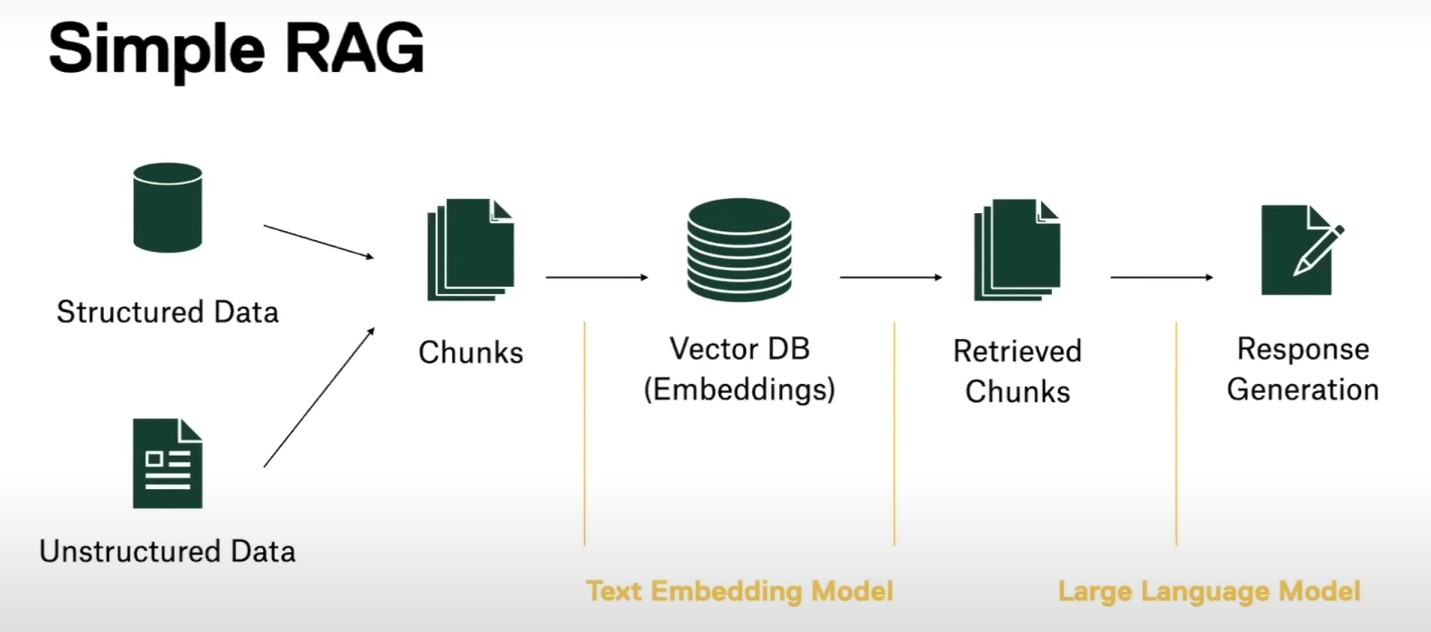 Simple RAG
Structured Data
Unstructured Data
Chunks
Vector DB
(Embeddings)
Retrieved
Chunks
Response
Generation
Text Embedding Model
Large Language Model